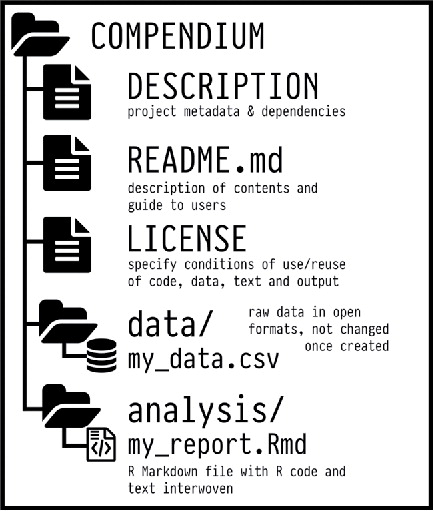 COMPENDIUM
DESCRIPTION
project metadata & dependencies
README.md
description of contents and
guide to users
LICENSE
specify conditions of use/reuse
of code, data, text and output
data/
raw data in open
formats, not changed
once created
my_data.csv
analysis/
my_report.Rmd
R Markdown file with R code and
text interwoven